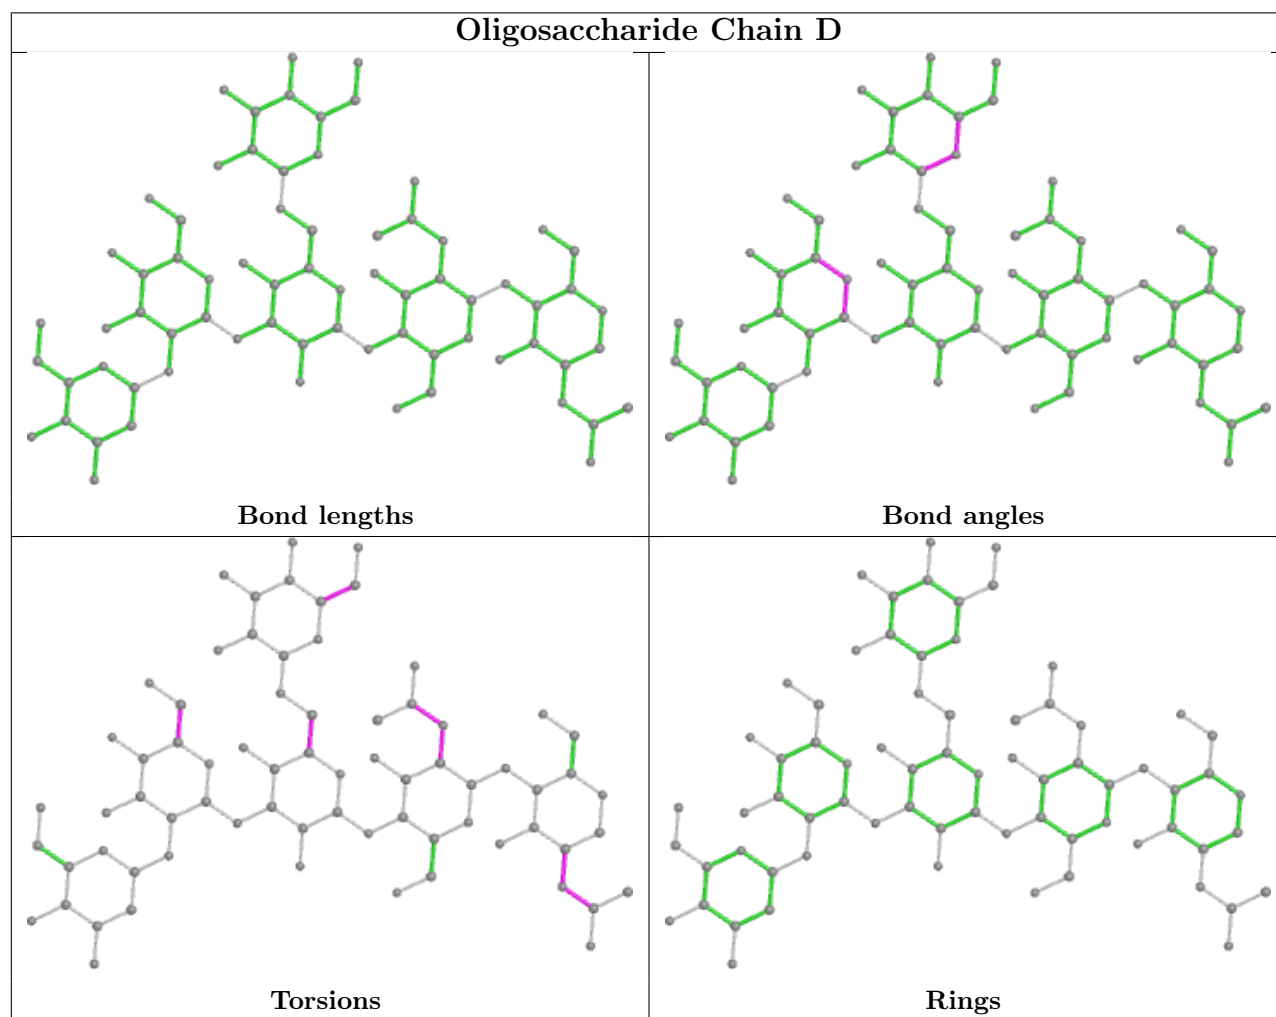 Oligosaccharide Chain D
Bond lengths
Bond angles
Torsions
Rings